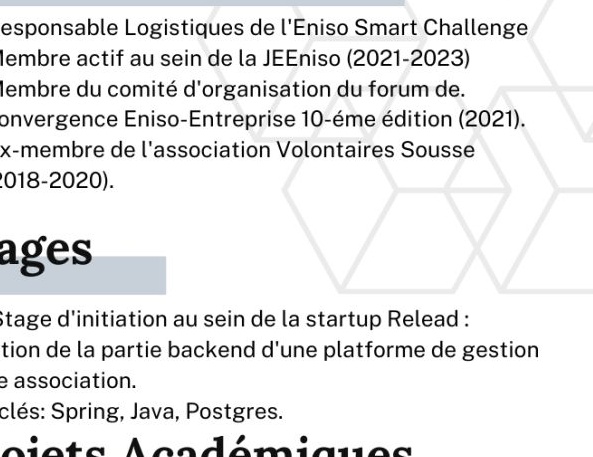 esponsable Logistiques de l'Eniso Smart Challenge
Membre actif au sein de la JEEniso (2021-2023)
Membre du comité d'organisation du forum de.
onvergence Eniso-Entreprise 10-éme édition (2021).
x-membre de l'association Volontaires Sousse
2018-2020).
ages
Stage d'initiation au sein de la startup Relead :
tion de la partie backend d'une platforme de gestion
e association.
clés: Spring, Java, Postgres.
ojets Académiques